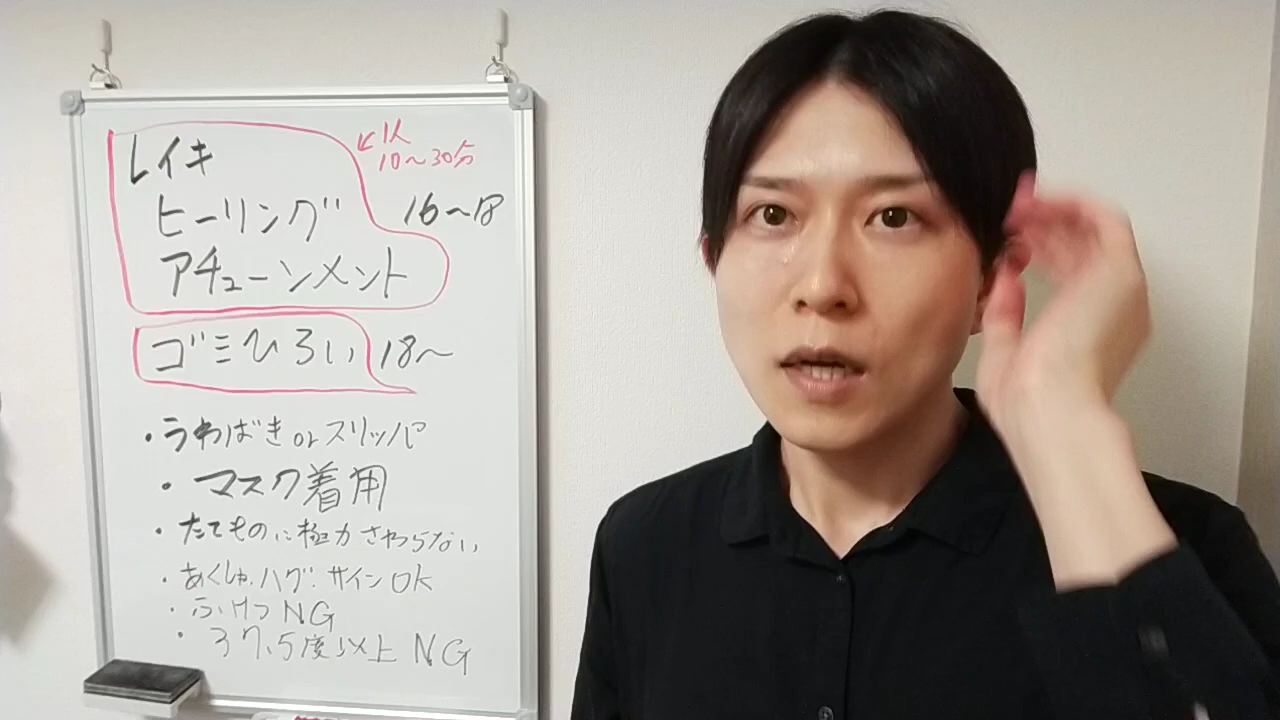 レイキ
ヒーリング
アチューンメント
1人
10〜30分
16〜18
ゴミひろい 18〜
・うわばき or スリッパ
・マスク着用
・たてものに極力さわらない
・あくしゅ.ハグ.サイン OK
・ふけつ NG
・37.5度以上 NG